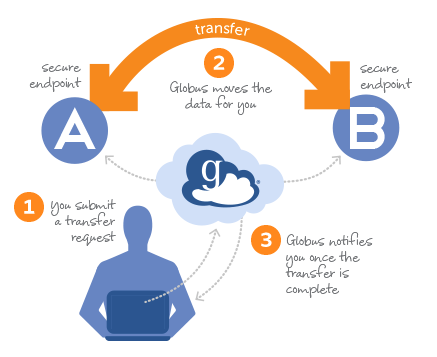 transfer
2
Globus moves the
data for you
secure
endpoint
A
secure
endpoint
B
g
1
you submit
a transfer
request
3
Globus notifies
you once the
transfer is
complete